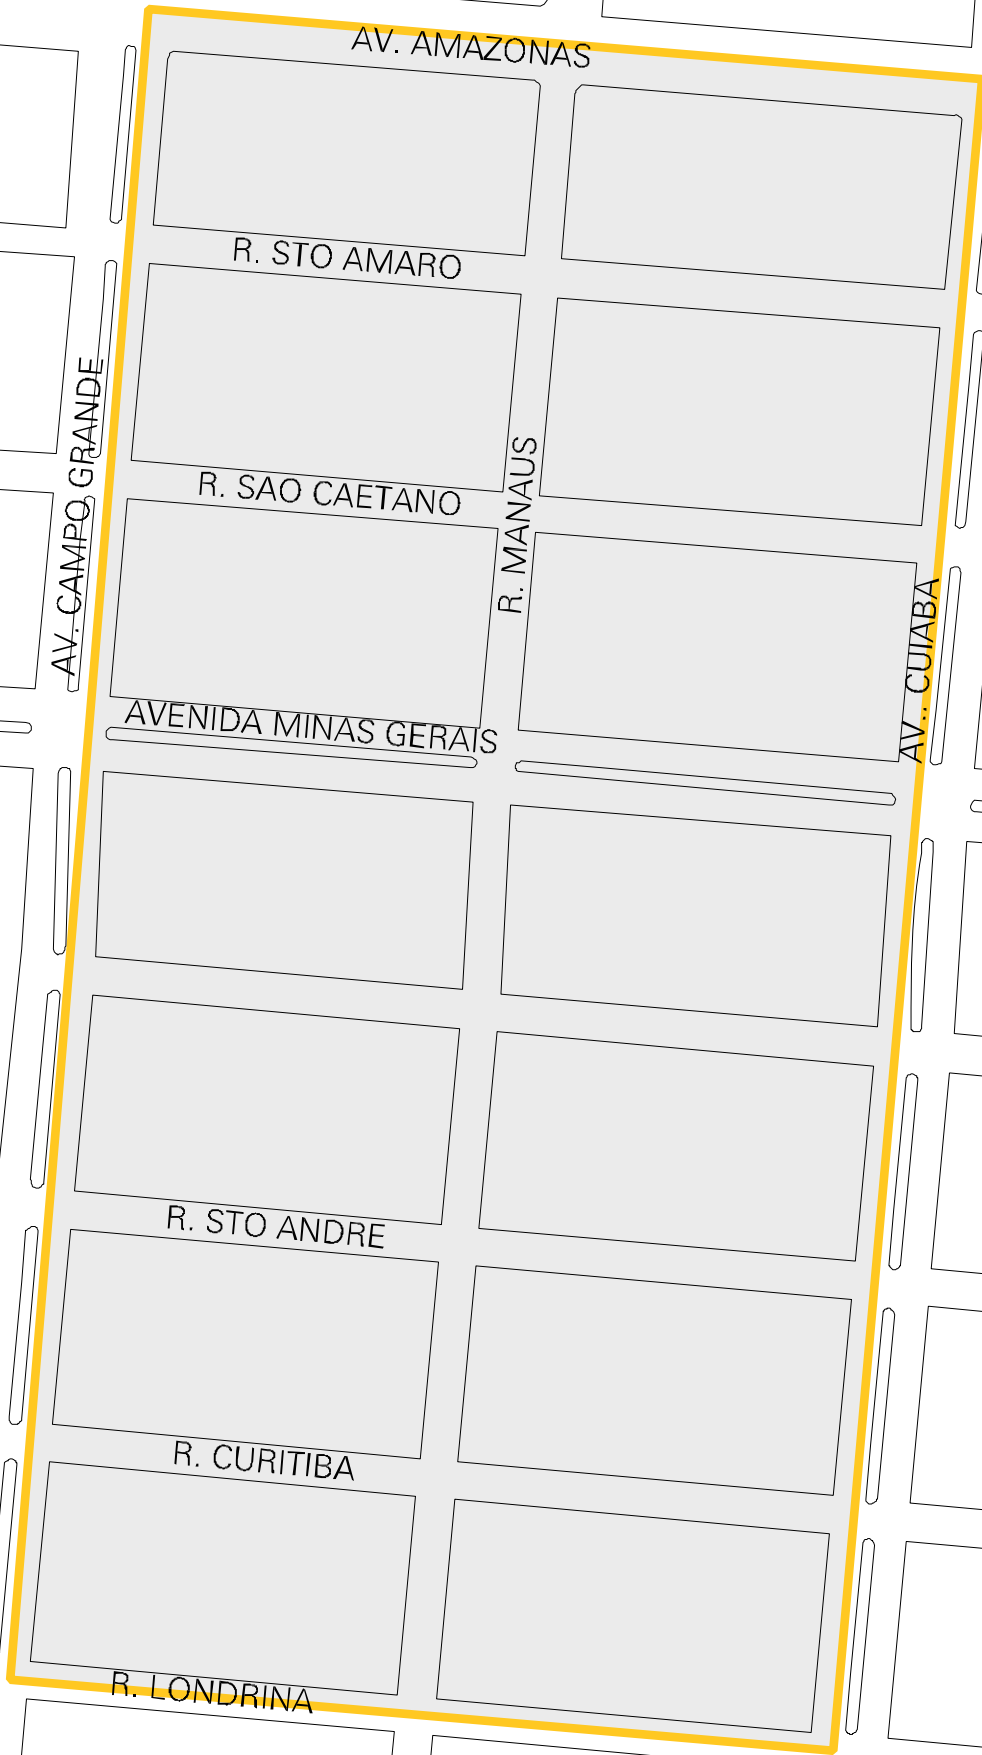 AV. AMAZONAS
R. STO AMARO
AV. CAMPO GRANDE
R. SAO CAETANO
R. MANAUS
AV.. CUIABA
AVENIDA MINAS GERAIS
R. STO ANDRE
R. CURITIBA
R. LONDRINA